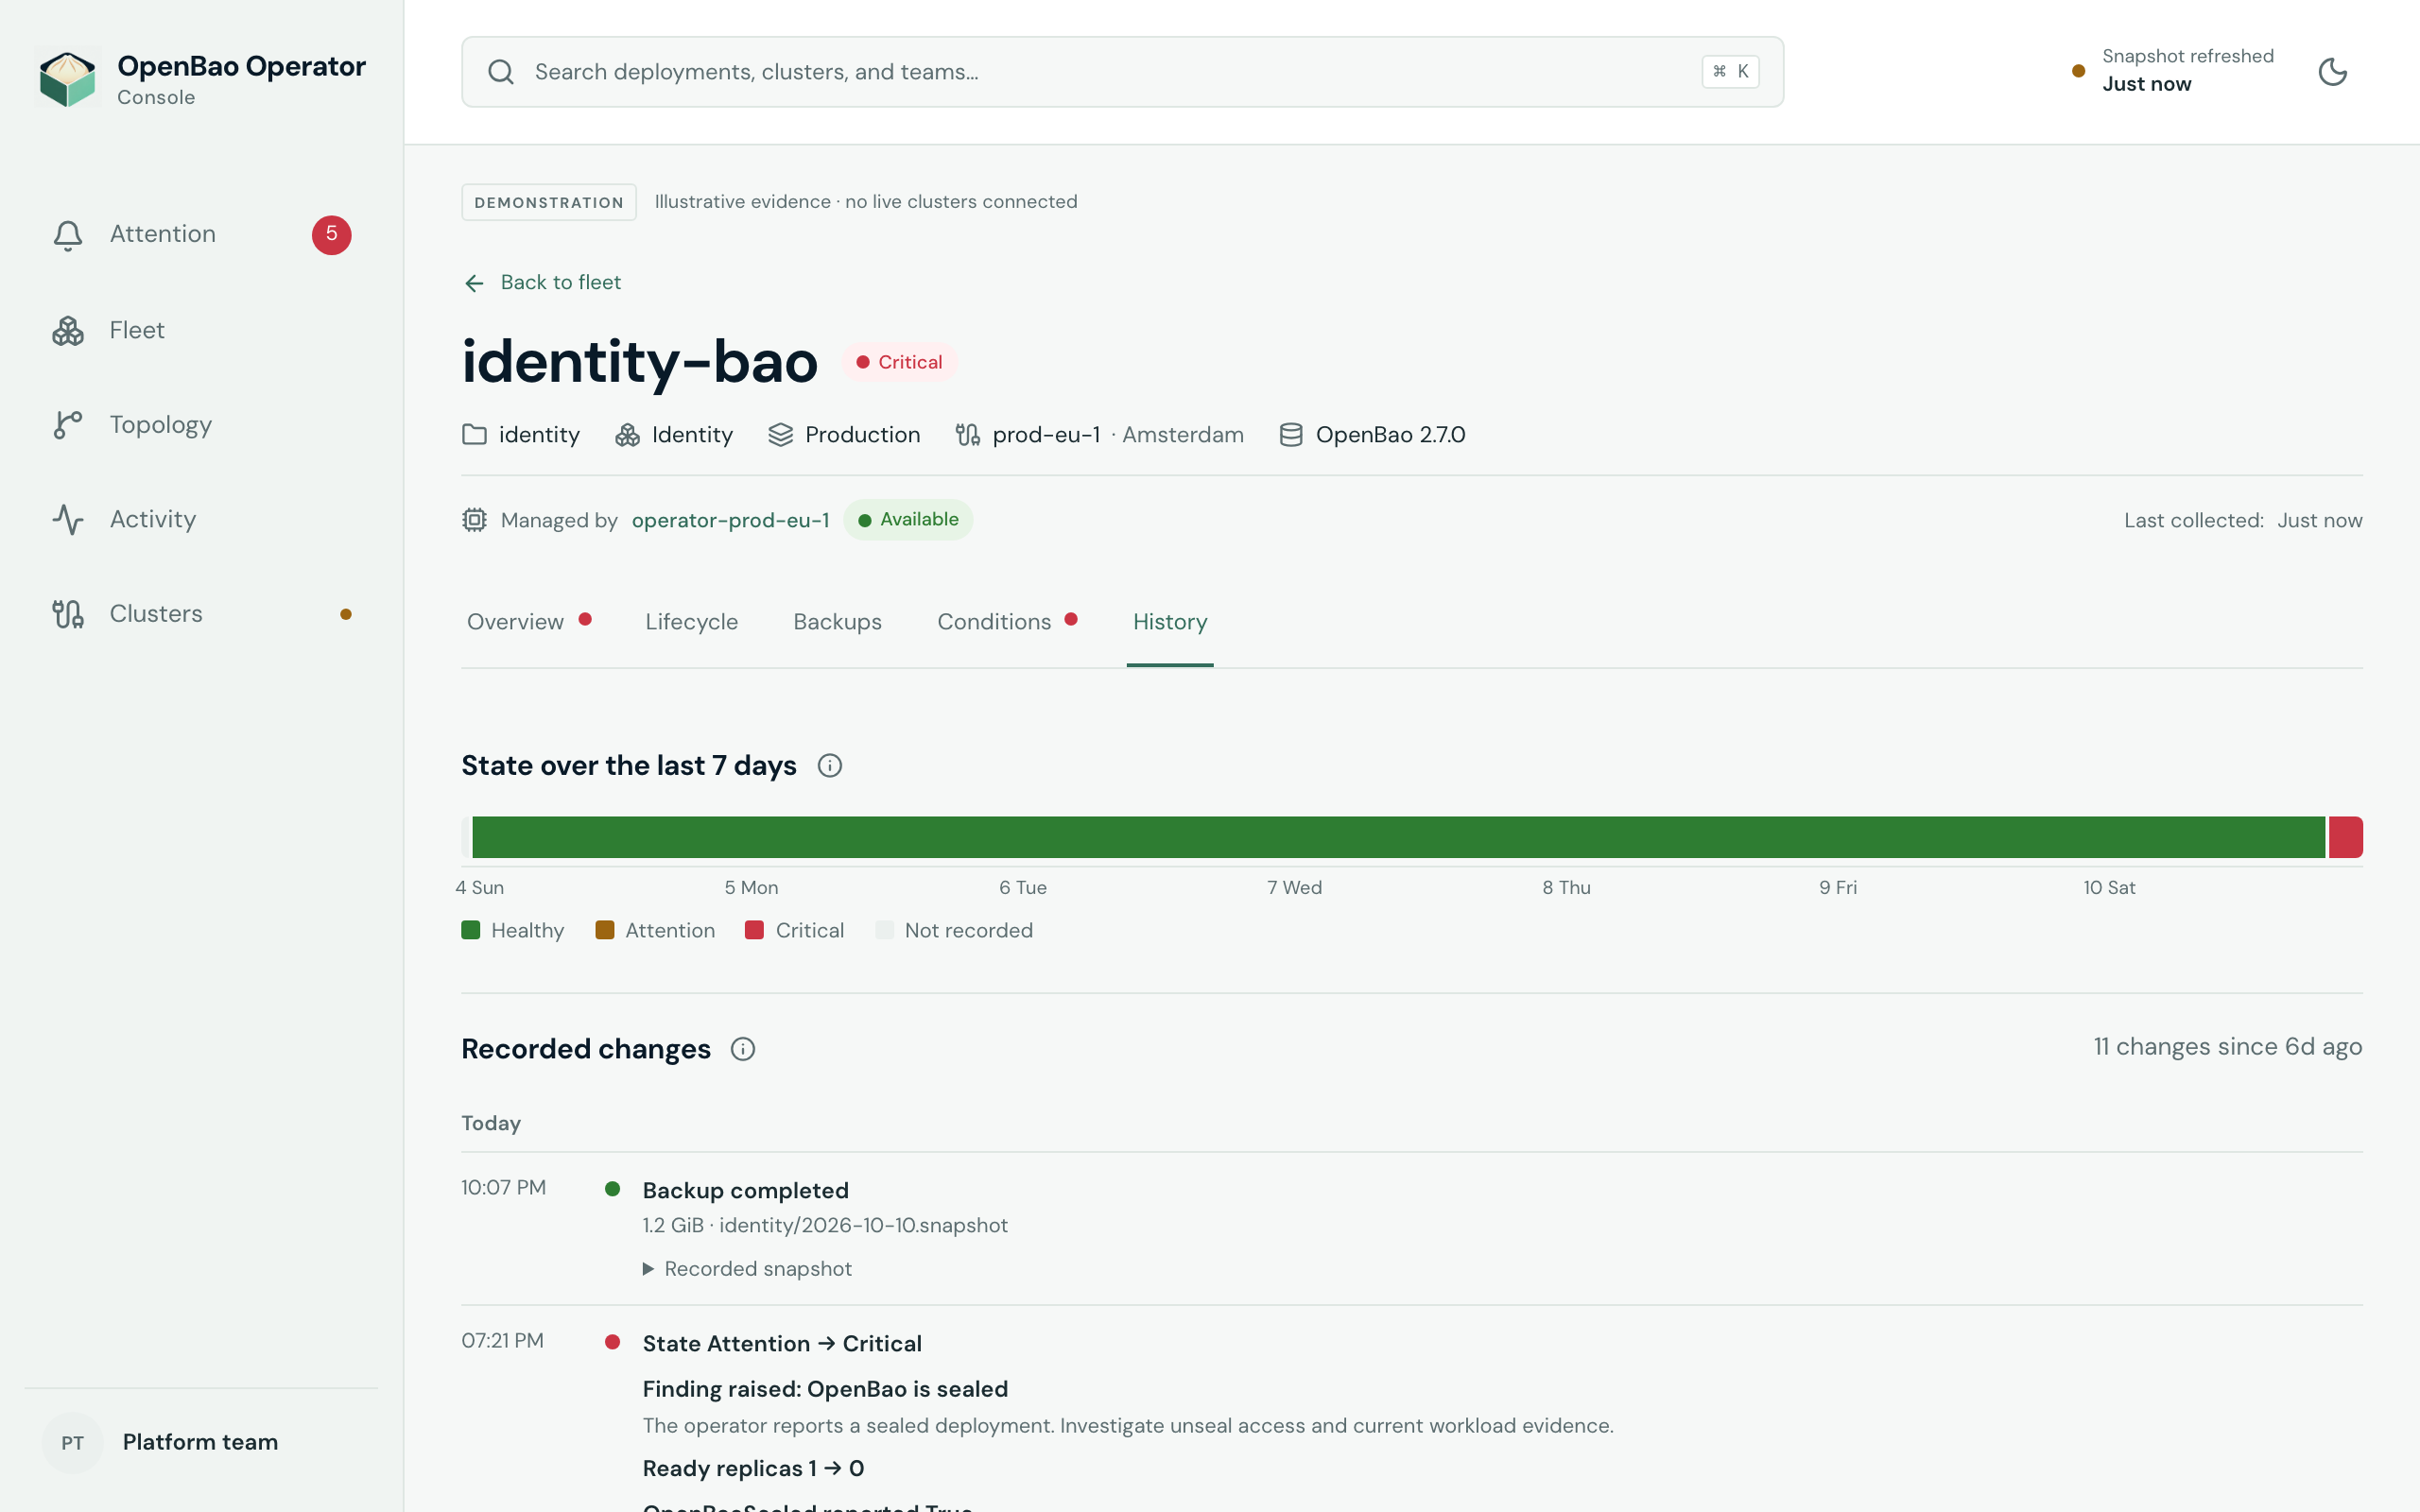 OpenBao Operator
Console
Search deployments, clusters, and teams...
⌘ K
Snapshot refreshed
Just now
Attention
5
Fleet
Topology
Activity
Clusters
PT
Platform team
DEMONSTRATION
Illustrative evidence · no live clusters connected
Back to fleet
identity-bao
Critical
identity
Identity
Production
prod-eu-1 · Amsterdam
OpenBao 2.7.0
Managed by operator-prod-eu-1
Available
Last collected: Just now
Overview
Lifecycle
Backups
Conditions
History
State over the last 7 days
4 Sun
5 Mon
6 Tue
7 Wed
8 Thu
9 Fri
10 Sat
Healthy
Attention
Critical
Not recorded
Recorded changes
11 changes since 6d ago
Today
10:07 PM
Backup completed
1.2 GiB · identity/2026-10-10.snapshot
▶ Recorded snapshot
07:21 PM
State Attention → Critical
Finding raised: OpenBao is sealed
The operator reports a sealed deployment. Investigate unseal access and current workload evidence.
Ready replicas 1 → 0
OpenBaoSealed reported True